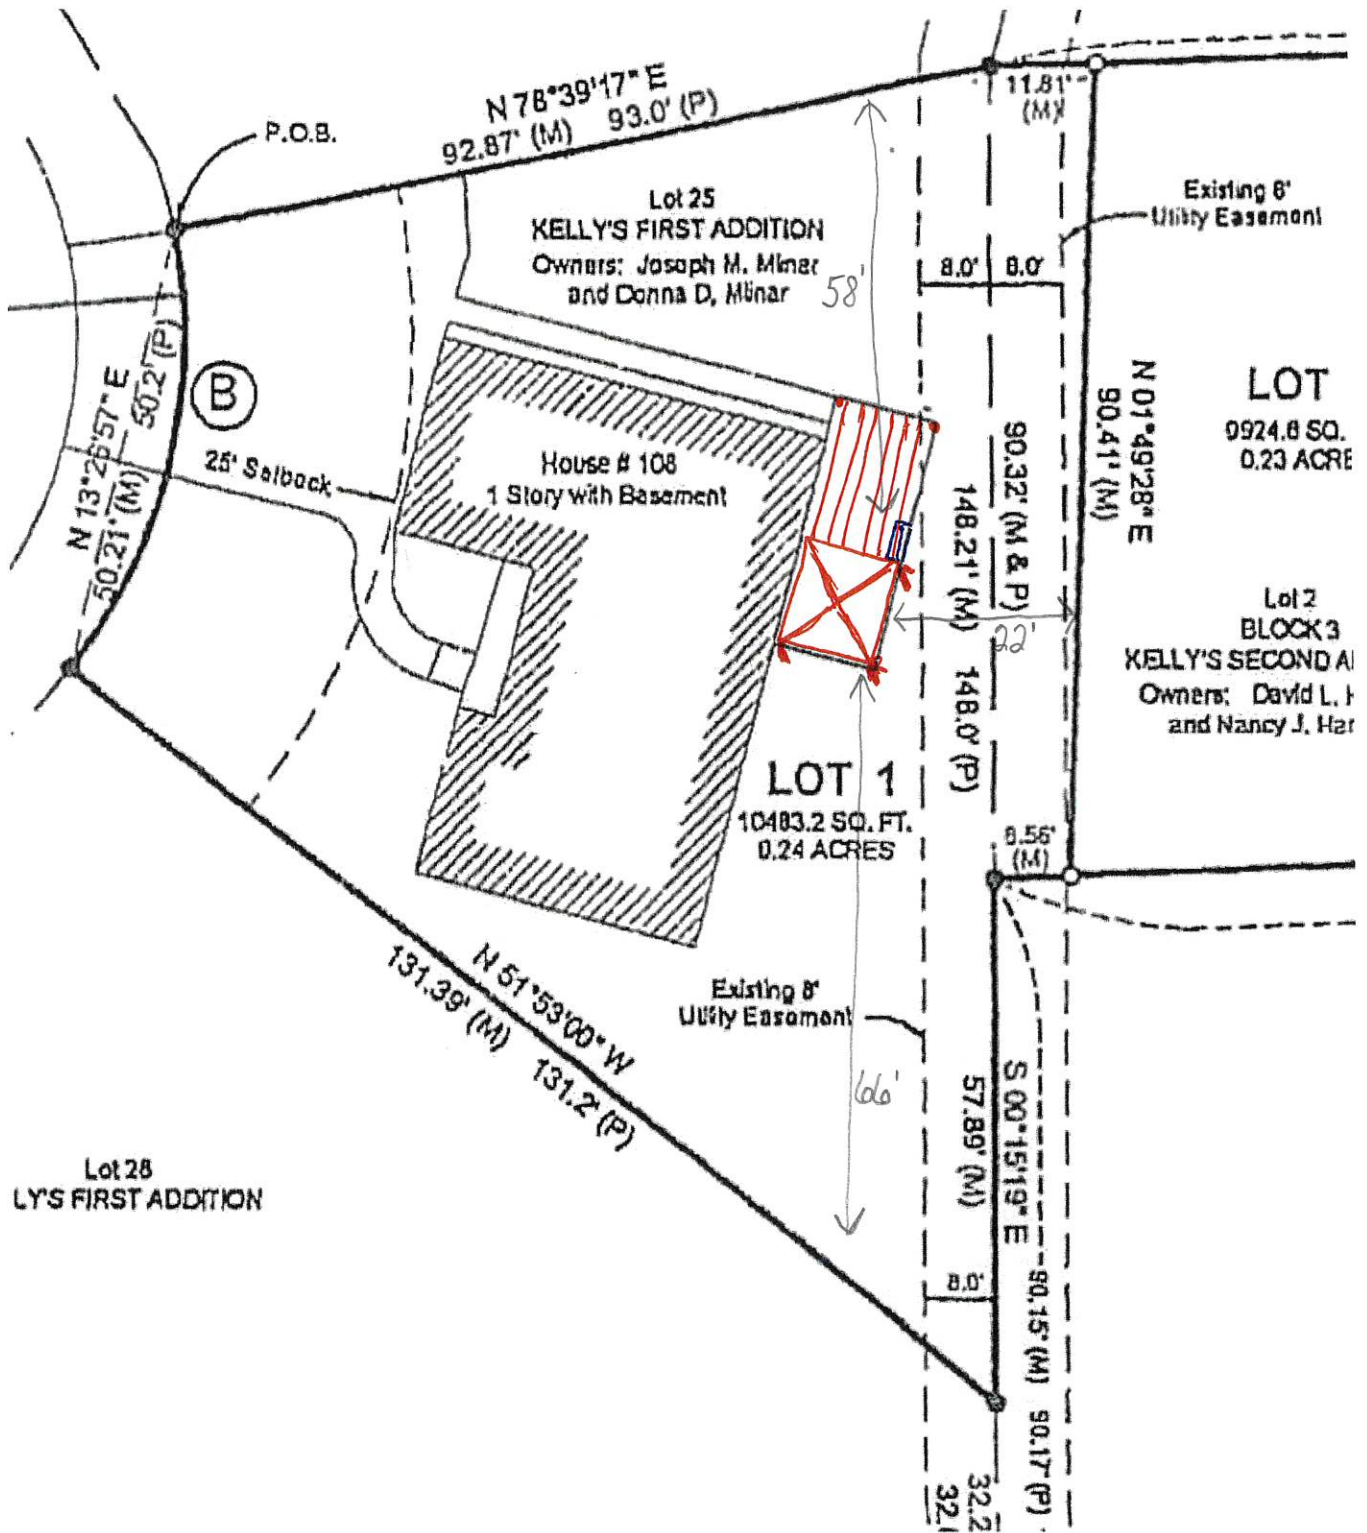 N 78°39'17" E
92.87' (M) 93.0' (P)
P.O.B.
11.81'
(M)
Lot 25
KELLY'S FIRST ADDITION
Owners: Joseph M. Mlinar
and Donna D. Mlinar
58'
8.0' 8.0'
Existing 8'
Utility Easement
N 13°26'57" E
50.21' (M) 50.2' (P)
B
25' Setback
House # 108
1 Story with Basement
90.32' (M & P)
148.21' (M) 148.0' (P)
N 01°49'28" E
90.41' (M)
LOT
9924.6 SQ.
0.23 ACRE
22'
Lot 2
BLOCK 3
KELLY'S SECOND A
Owners: David L. H
and Nancy J. Har
LOT 1
10483.2 SQ. FT.
0.24 ACRES
8.56'
(M)
N 51°53'00" W
131.39' (M) 131.2' (P)
Existing 8'
Utility Easement
66'
57.89' (M)
S 00°15'19" E
90.15' (M) 90.17' (P)
8.0'
Lot 28
LY'S FIRST ADDITION
32.2
32.